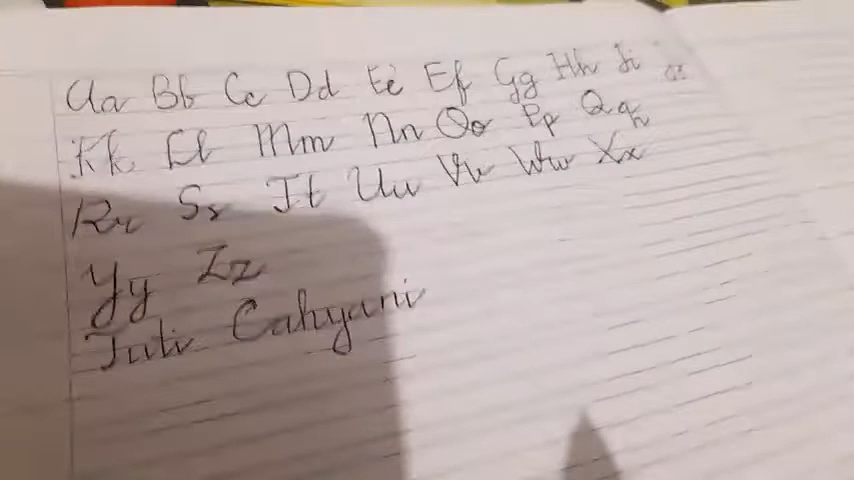 Aa Bb Cc Dd Ee Ff Gg Hh Ii
Kk Ll Mm Nn Oo Pp Qq
Rr Ss Tt Uu Vv Ww Xx
Yy Zz
Cahyani